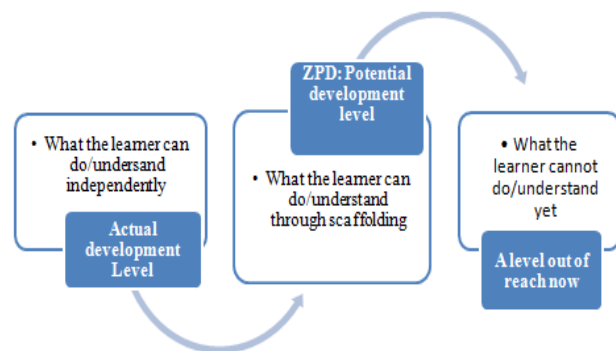 • What the learner can
do/undersand
independently
Actual
development
Level
ZPD: Potential
development
level
• What the learner can
do/understand
through scaffolding
• What the
learner cannot
do/understand
yet
A level out of
reach now